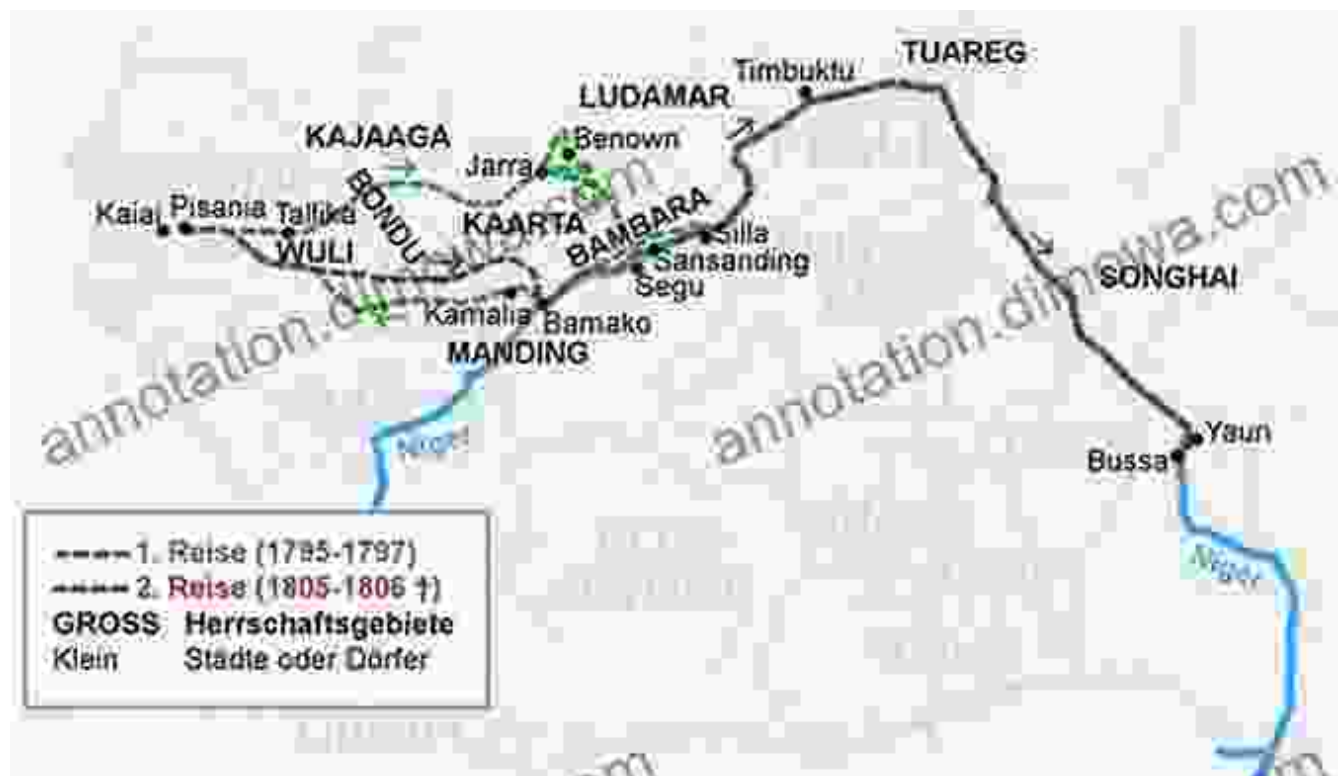 TUAREG
Timbuktu
LUDAMAR
KAJAAGA
Benown
Jarra
BONDU
Kaiai Pisania Tallika
KAARTA
BAMBARA
WULI
Silla
Sansanding
SONGHAI
Segu
Kamalia
Bamako
MANDING
Niger
Yaun
Bussa
Niger
1. Reise (1795-1797)
2. Reise (1805-1806 †)
GROSS Herrschaftsgebiete
Klein Städte oder Dörfer
annotation.dimowa.com
annotation.dimowa.com